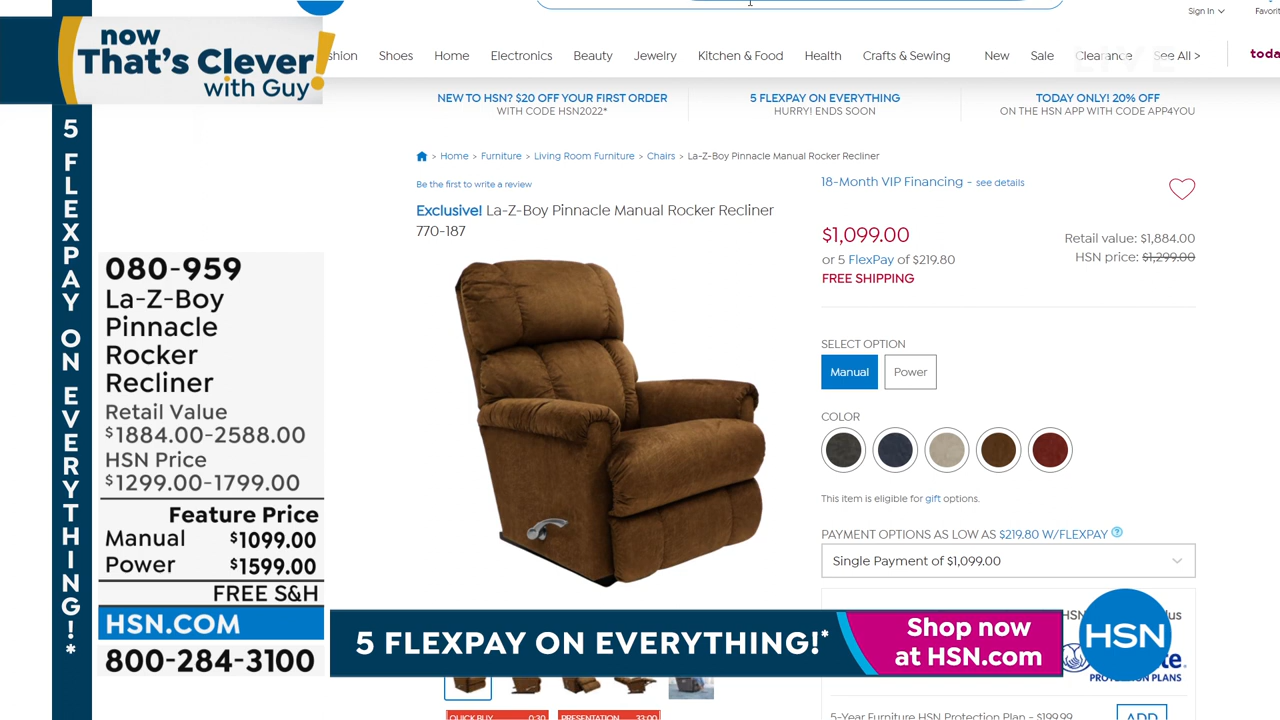 now
That's Clever!
with Guy
5 FLEXPAY ON EVERYTHING!*
080-959
La-Z-Boy
Pinnacle
Rocker
Recliner
Retail Value
$1884.00-2588.00
HSN Price
$1299.00-1799.00
Feature Price
Manual $1099.00
Power $1599.00
FREE S&H
HSN.COM
800-284-3100
Sign In
Shoes Home Electronics Beauty Jewelry Kitchen & Food Health Crafts & Sewing New Sale Clearance See All >
NEW TO HSN? $20 OFF YOUR FIRST ORDER
WITH CODE HSN2022*
5 FLEXPAY ON EVERYTHING
HURRY! ENDS SOON
TODAY ONLY! 20% OFF
ON THE HSN APP WITH CODE APP4YOU
> Home > Furniture > Living Room Furniture > Chairs > La-Z-Boy Pinnacle Manual Rocker Recliner
Be the first to write a review
Exclusive! La-Z-Boy Pinnacle Manual Rocker Recliner
770-187
18-Month VIP Financing - see details
$1,099.00
Retail value: $1,884.00
or 5 FlexPay of $219.80
HSN price: $1,299.00
FREE SHIPPING
SELECT OPTION
Manual Power
COLOR
This item is eligible for gift options.
PAYMENT OPTIONS AS LOW AS $219.80 W/FLEXPAY ?
Single Payment of $1,099.00
5 FLEXPAY ON EVERYTHING!*
Shop now
at HSN.com
HSN
PROTECTION PLANS
QUICK BUY 0:30
PRESENTATION 33:00
5-Year Furniture HSN Protection Plan - $199.99
ADD